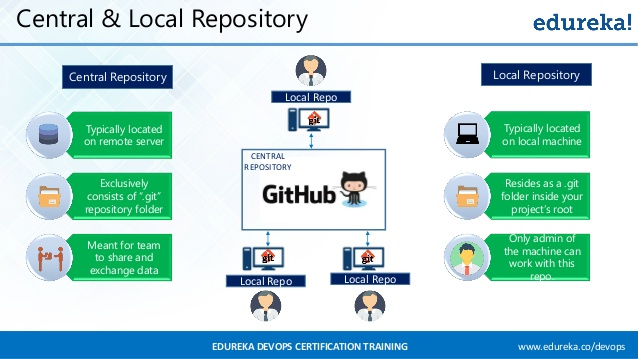 Central & Local Repository
edureka!
Central Repository
Typically located
on remote server
Exclusively
consists of ".git"
repository folder
Meant for team
to share and
exchange data
Local Repo
git
CENTRAL
REPOSITORY
GitHub
git
Local Repo
git
Local Repo
Local Repository
Typically located
on local machine
Resides as a .git
folder inside your
project's root
Only admin of
the machine can
work with this
repo.
EDUREKA DEVOPS CERTIFICATION TRAINING
www.edureka.co/devops